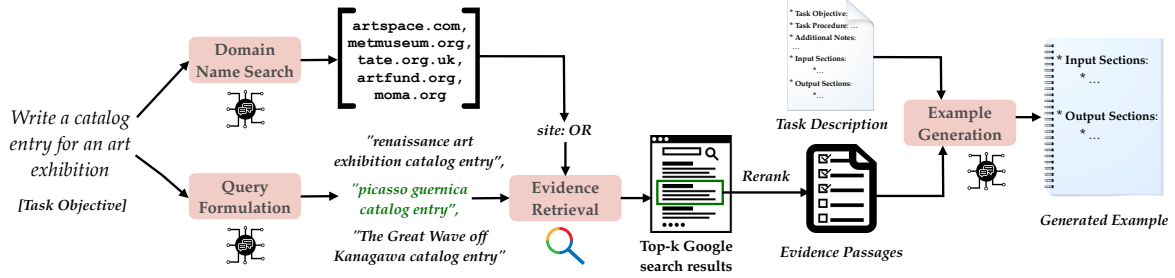 Write a catalog
entry for an art
exhibition
[Task Objective]
Domain
Name Search
Query
Formulation
artspace.com,
metmuseum.org,
tate.org.uk,
artfund.org,
moma.org
"renaissance art
exhibition catalog entry",
"picasso guernica
catalog entry",
"The Great Wave off
Kanagawa catalog entry"
site: OR
Evidence
Retrieval
Top-k Google
search results
Rerank
* Task Objective:
* Task Procedure: ...
* Additional Notes:
...
* Input Sections:
* ...
* Output Sections:
* ...
Task Description
Evidence Passages
Example
Generation
* Input Sections:
* ...
* Output Sections:
* ...
Generated Example